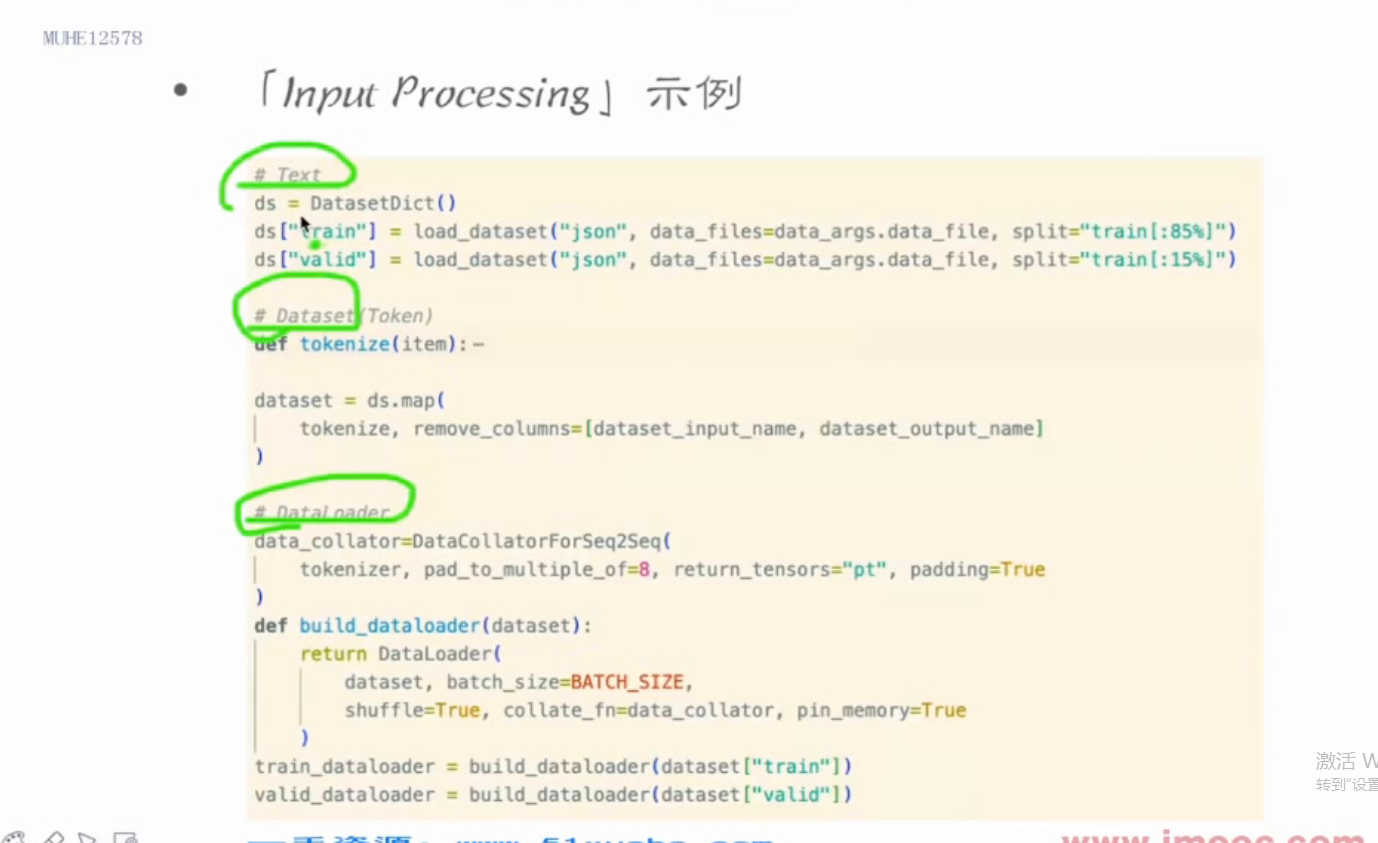 MUHE12578
• 「Input Processing」 示例
# Text
ds = DatasetDict()
ds["train"] = load_dataset("json", data_files=data_args.data_file, split="train[:85%]")
ds["valid"] = load_dataset("json", data_files=data_args.data_file, split="train[:15%]")
# Dataset(Token)
def tokenize(item):–
dataset = ds.map(
tokenize, remove_columns=[dataset_input_name, dataset_output_name]
)
# DataLoader
data_collator=DataCollatorForSeq2Seq(
tokenizer, pad_to_multiple_of=8, return_tensors="pt", padding=True
)
def build_dataloader(dataset):
return DataLoader(
dataset, batch_size=BATCH_SIZE,
shuffle=True, collate_fn=data_collator, pin_memory=True
)
train_dataloader = build_dataloader(dataset["train"])
valid_dataloader = build_dataloader(dataset["valid"])
激活 W
转到"设置
www.imooc.com